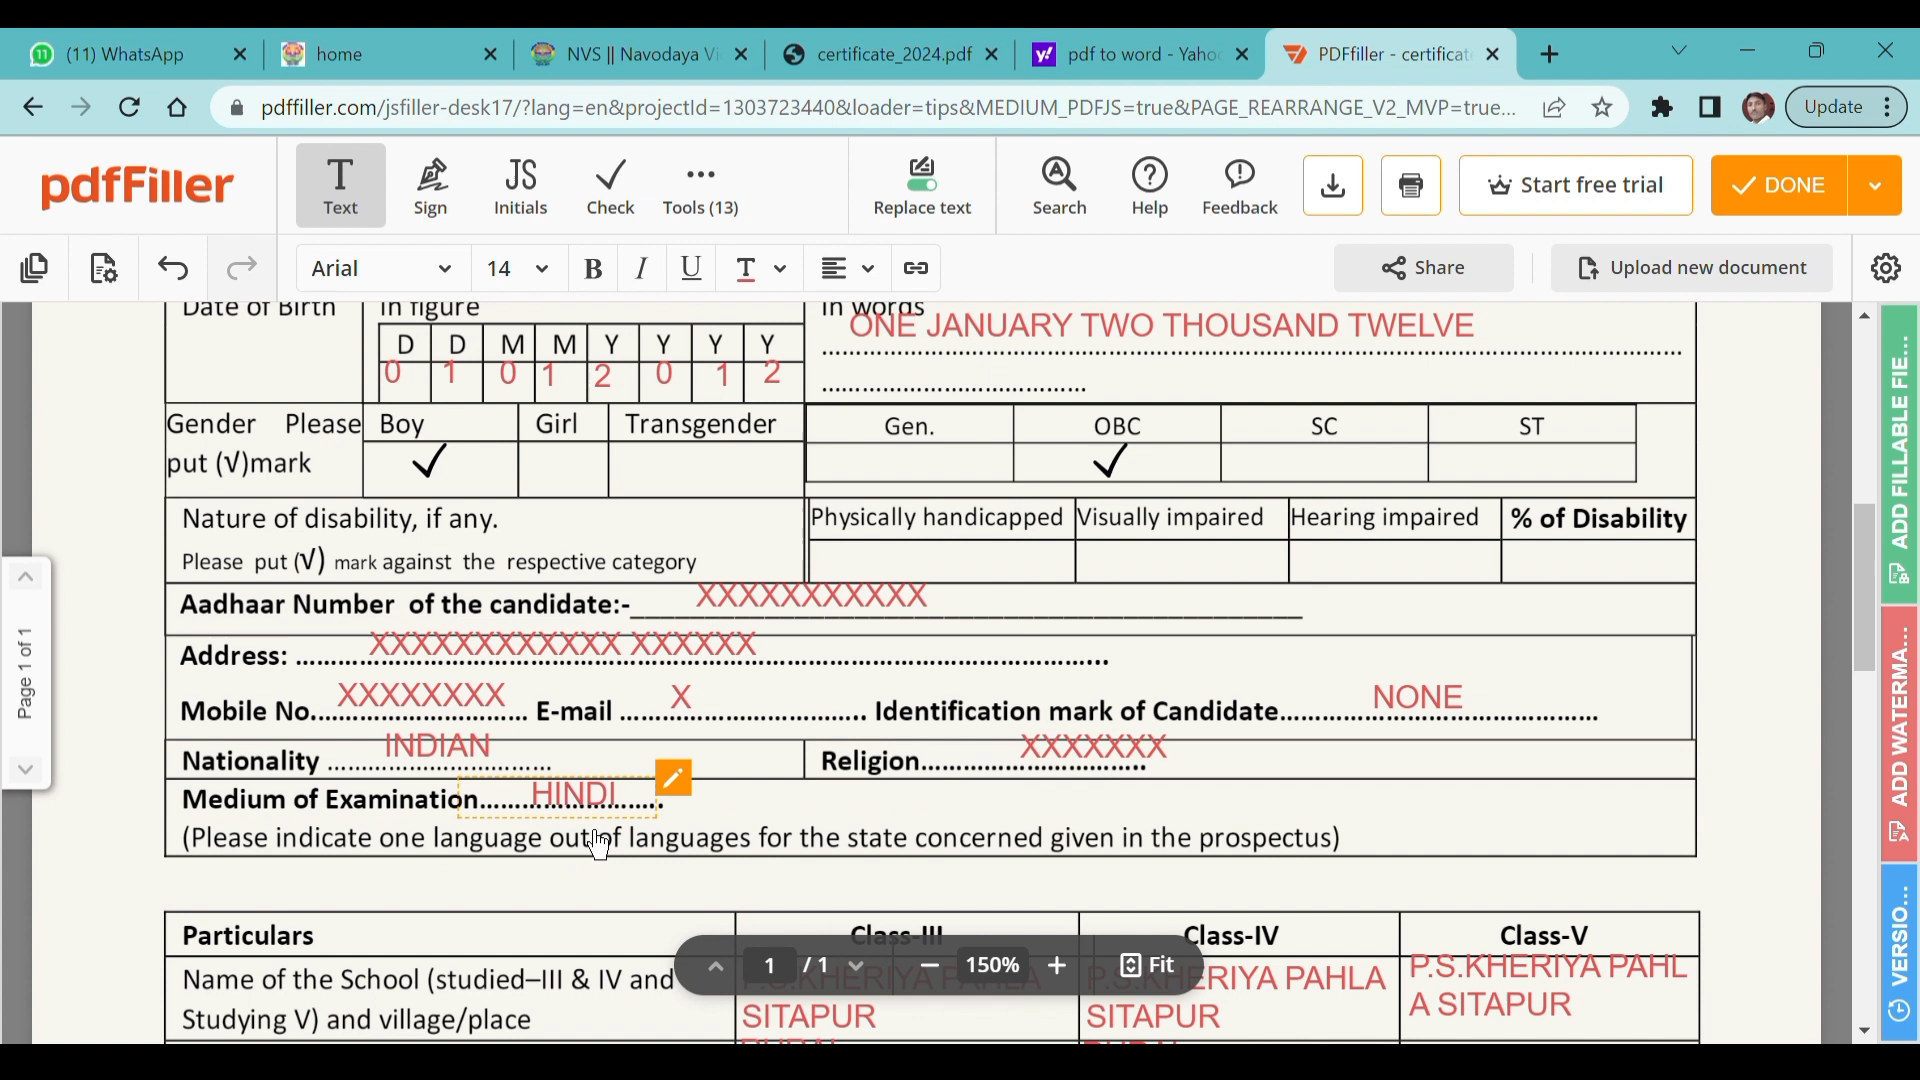 (11) WhatsApp
home
NVS || Navodaya Vi
certificate_2024.pdf
pdf to word - Yahoo
PDFfiller - certificat
pdffiller.com/jsfiller-desk17/?lang=en&projectId=1303723440&loader=tips&MEDIUM_PDFJS=true&PAGE_REARRANGE_V2_MVP=true...
Update
pdfFiller
Text
Sign
JS
Initials
Check
Tools (13)
Replace text
Search
Help
Feedback
Start free trial
DONE
Arial
14
B I U T
Share
Upload new document
Date of Birth
In figure
In words
ONE JANUARY TWO THOUSAND TWELVE
D D M M Y Y Y Y
0 1 0 1 2 0 1 2
Gender Please put (√)mark
Boy Girl Transgender
Gen. OBC SC ST
Nature of disability, if any.
Please put (√) mark against the respective category
Physically handicapped Visually impaired Hearing impaired % of Disability
Aadhaar Number of the candidate:- XXXXXXXXXXX
Address: XXXXXXXXXXXX XXXXXX
Mobile No. XXXXXXXX E-mail X Identification mark of Candidate NONE
Nationality INDIAN
Religion XXXXXXX
Medium of Examination HINDI
(Please indicate one language out of languages for the state concerned given in the prospectus)
Particulars Class-III Class-IV Class-V
Name of the School (studied–III & IV and
Studying V) and village/place
SITAPUR
P.S.KHERIYA PAHLA
SITAPUR
P.S.KHERIYA PAHL
A SITAPUR
1 / 1
150%
Fit
Page 1 of 1
ADD FILLABLE FIE...
ADD WATERMA...
VERSIO...